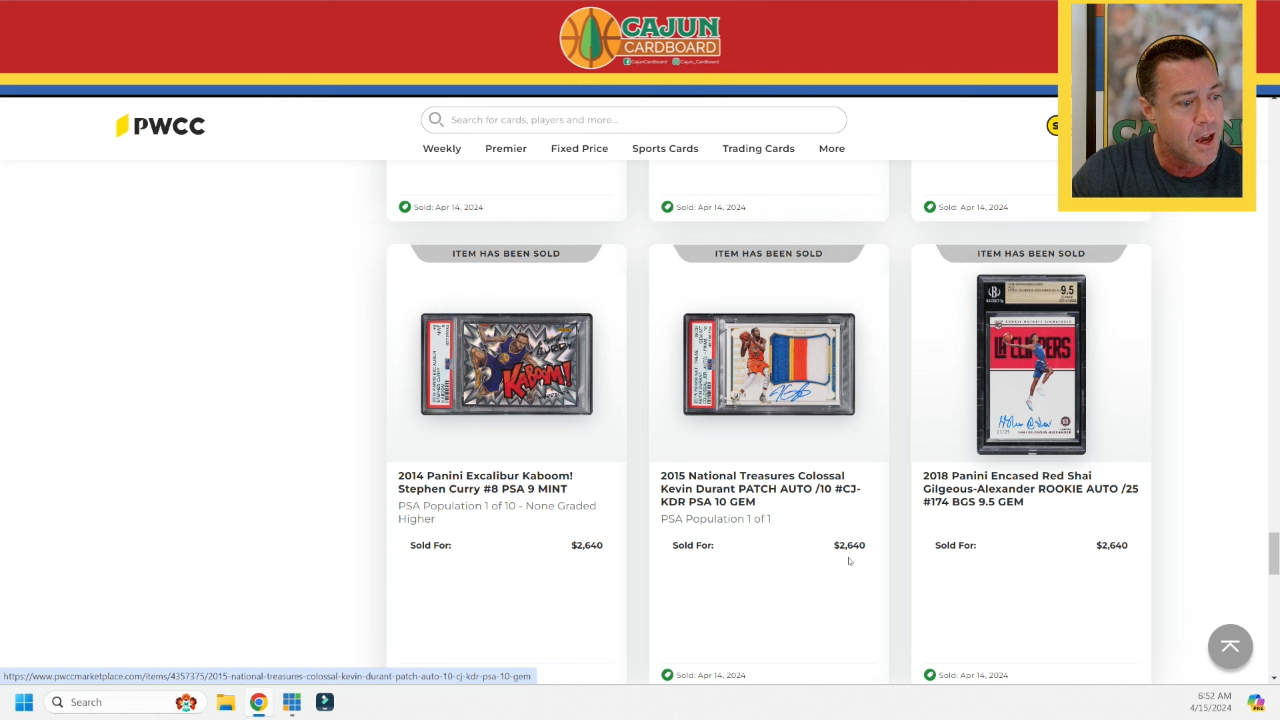 CAJUN
CARDBOARD
CajunCardboard Cajun_Cardboard
PWCC
Search for cards, players and more...
Weekly Premier Fixed Price Sports Cards Trading Cards More
Sold: Apr 14, 2024 Sold: Apr 14, 2024 Sold: Apr 14, 2024
ITEM HAS BEEN SOLD ITEM HAS BEEN SOLD ITEM HAS BEEN SOLD
KABOOM!
9.5
LA CLIPPERS
2014 Panini Excalibur Kaboom!
Stephen Curry #8 PSA 9 MINT
PSA Population 1 of 10 - None Graded
Higher
Sold For: $2,640
2015 National Treasures Colossal
Kevin Durant PATCH AUTO /10 #CJ-
KDR PSA 10 GEM
PSA Population 1 of 1
Sold For: $2,640
2018 Panini Encased Red Shai
Gilgeous-Alexander ROOKIE AUTO /25
#174 BGS 9.5 GEM
Sold For: $2,640
Sold: Apr 14, 2024 Sold: Apr 14, 2024
https://www.pwccmarketplace.com/items/4357375/2015-national-treasures-colossal-kevin-durant-patch-auto-10-cj-kdr-psa-10-gem
Search
6:52 AM
4/15/2024